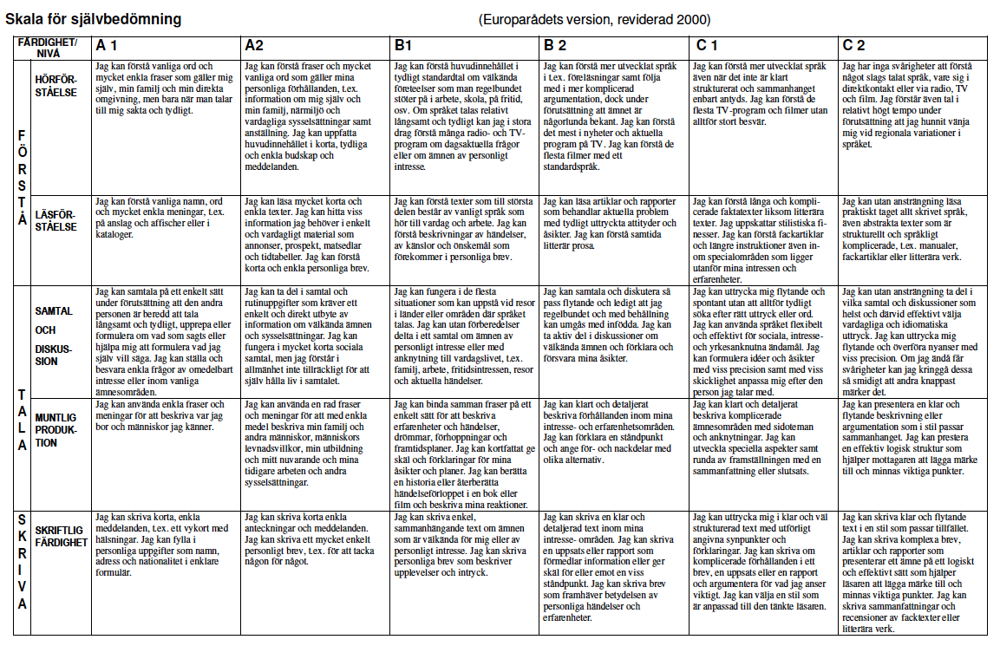 Skala för självbedömning
(Europarådets version, reviderad 2000)
FÄRDIGHET/
NIVÅ
A 1
A2
B1
B 2
C 1
C 2
FÖRSTÅ
HÖRFÖR-
STÅELSE
Jag kan förstå vanliga ord och
mycket enkla fraser som gäller mig
själv, min familj och min direkta
omgivning, men bara när man talar
till mig sakta och tydligt.
Jag kan förstå fraser och mycket
vanliga ord som gäller mina
personliga förhållanden, t.ex.
information om mig själv och
min familj, närmiljö och
vardagliga sysselsättningar samt
anställning. Jag kan uppfatta
huvudinnehållet i korta, tydliga
och enkla budskap och
meddelanden.
Jag kan förstå huvudinnehållet i
tydligt standardtal om välkända
företeelser som man regelbundet
stöter på i arbete, skola, på fritid,
osv. Om språket talas relativt
långsamt och tydligt kan jag i stora
drag förstå många radio- och TV-
program om dagsaktuella frågor
eller om ämnen av personligt
intresse.
Jag kan förstå mer utvecklat språk
i t.ex. föreläsningar samt följa
med i mer komplicerad
argumentation, dock under
förutsättning att ämnet är
någorlunda bekant. Jag kan förstå
det mest i nyheter och aktuella
program på TV. Jag kan förstå de
flesta filmer med ett
standardspråk.
Jag kan förstå mer utvecklat språk
även när det inte är klart
strukturerat och sammanhanget
enbart antyds. Jag kan förstå de
flesta TV-program och filmer utan
alltför stort besvär.
Jag har inga svårigheter att förstå
något slags talat språk, vare sig i
direktkontakt eller via radio, TV
och film. Jag förstår även tal i
relativt högt tempo under
förutsättning att jag hunnit vänja
mig vid regionala variationer i
språket.
LÄSFÖR-
STÅELSE
Jag kan förstå vanliga namn, ord
och mycket enkla meningar, t.ex.
på anslag och affischer eller i
kataloger.
Jag kan läsa mycket korta och
enkla texter. Jag kan hitta viss
information jag behöver i enkelt
och vardagligt material som
annonser, prospekt, matsedlar
och tidtabeller. Jag kan förstå
korta och enkla personliga brev.
Jag kan förstå texter som till största
delen består av vanligt språk som
hör till vardag och arbete. Jag kan
förstå beskrivningar av händelser,
av känslor och önskemål som
förekommer i personliga brev.
Jag kan läsa artiklar och rapporter
som behandlar aktuella problem
med tydligt uttryckta attityder och
åsikter. Jag kan förstå samtida
litterär prosa.
Jag kan förstå långa och kompli-
cerade faktatexter liksom litterära
texter. Jag uppskattar stilistiska fi-
nesser. Jag kan förstå fackartiklar
och längre instruktioner även in-
om specialområden som ligger
utanför mina intressen och
erfarenheter.
Jag kan utan ansträngning läsa
praktiskt taget allt skrivet språk,
även abstrakta texter som är
strukturellt och språkligt
komplicerade, t.ex. manualer,
fackartiklar eller litterära verk.
TALA
SAMTAL
OCH
DISKUS-
SION
Jag kan samtala på ett enkelt sätt
under förutsättning att den andra
personen är beredd att tala
långsamt och tydligt, upprepa eller
formulera om vad som sagts eller
hjälpa mig att formulera vad jag
själv vill säga. Jag kan ställa och
besvara enkla frågor av omedelbart
intresse eller inom vanliga
ämnesområden.
Jag kan ta del i samtal och
rutinuppgifter som kräver ett
enkelt och direkt utbyte av
information om välkända ämnen
och sysselsättningar. Jag kan
fungera i mycket korta sociala
samtal, men jag förstår i
allmänhet inte tillräckligt för att
själv hålla liv i samtalet.
Jag kan fungera i de flesta
situationer som kan uppstå vid resor
i länder eller områden där språket
talas. Jag kan utan förberedelser
delta i ett samtal om ämnen av
personligt intresse eller med
anknytning till vardagslivet, t.ex.
familj, arbete, fritidsintressen, resor
och aktuella händelser.
Jag kan samtala och diskutera så
pass flytande och ledigt att jag
regelbundet och med behållning
kan umgås med infödda. Jag kan
ta aktiv del i diskussioner om
välkända ämnen och förklara och
försvara mina åsikter.
Jag kan uttrycka mig flytande och
spontant utan att alltför tydligt
söka efter rätt uttryck eller ord.
Jag kan använda språket flexibelt
och effektivt för sociala, intresse-
och yrkesanknutna ändamål. Jag
kan formulera idéer och åsikter
med viss precision samt med viss
skicklighet anpassa mig efter den
person jag talar med.
Jag kan utan ansträngning ta del i
vilka samtal och diskussioner som
helst och därvid effektivt välja
vardagliga och idiomatiska
uttryck. Jag kan uttrycka mig
flytande och överföra nyanser med
viss precision. Om jag ändå får
svårigheter kan jag kringgå dessa
så smidigt att andra knappast
märker det.
MUNTLIG
PRODUK-
TION
Jag kan använda enkla fraser och
meningar för att beskriva var jag
bor och människor jag känner.
Jag kan använda en rad fraser
och meningar för att med enkla
medel beskriva min familj och
andra människor, människors
levnadsvillkor, min utbildning
och mitt nuvarande och mina
tidigare arbeten och andra
sysselsättningar.
Jag kan binda samman fraser på ett
enkelt sätt för att beskriva
erfarenheter och händelser,
drömmar, förhoppningar och
framtidsplaner. Jag kan kortfattat ge
skäl och förklaringar för mina
åsikter och planer. Jag kan berätta
en historia eller återberätta
händelseförloppet i en bok eller
film och beskriva mina reaktioner.
Jag kan klart och detaljerat
beskriva förhållanden inom mina
intresse- och erfarenhetsområden.
Jag kan förklara en ståndpunkt
och ange för- och nackdelar med
olika alternativ.
Jag kan klart och detaljerat
beskriva komplicerade
ämnesområden med sidoteman
och anknytningar. Jag kan
utveckla speciella aspekter samt
runda av framställningen med en
sammanfattning eller slutsats.
Jag kan presentera en klar och
flytande beskrivning eller
argumentation som i stil passar
sammanhanget. Jag kan prestera
en effektiv logisk struktur som
hjälper mottagaren att lägga märke
till och minnas viktiga punkter.
SKRIVA
SKRIFTLIG
FÄRDIGHET
Jag kan skriva korta, enkla
meddelanden, t.ex. ett vykort med
hälsningar. Jag kan fylla i
personliga uppgifter som namn,
adress och nationalitet i enklare
formulär.
Jag kan skriva korta enkla
anteckningar och meddelanden.
Jag kan skriva ett mycket enkelt
personligt brev, t.ex. för att tacka
någon för något.
Jag kan skriva enkel,
sammanhängande text om ämnen
som är välkända för mig eller av
personligt intresse. Jag kan skriva
personliga brev som beskriver
upplevelser och intryck.
Jag kan skriva en klar och
detaljerad text inom mina
intresse- områden. Jag kan skriva
en uppsats eller rapport som
förmedlar information eller ger
skäl för eller emot en viss
ståndpunkt. Jag kan skriva brev
som framhäver betydelsen av
personliga händelser och
erfarenheter.
Jag kan uttrycka mig i klar och väl
strukturerad text med utförligt
angivna synpunkter och
förklaringar. Jag kan skriva om
komplicerade förhållanden i ett
brev, en uppsats eller en rapport
och argumentera för vad jag anser
viktigt. Jag kan välja en stil som
är anpassad till den tänkte läsaren.
Jag kan skriva klar och flytande
text i en stil som passar tillfället.
Jag kan skriva komplexa brev,
artiklar och rapporter som
presenterar ett ämne på ett logiskt
och effektivt sätt som hjälper
läsaren att lägga märke till och
minnas viktiga punkter. Jag kan
skriva sammanfattningar och
recensioner av facktexter eller
litterära verk.